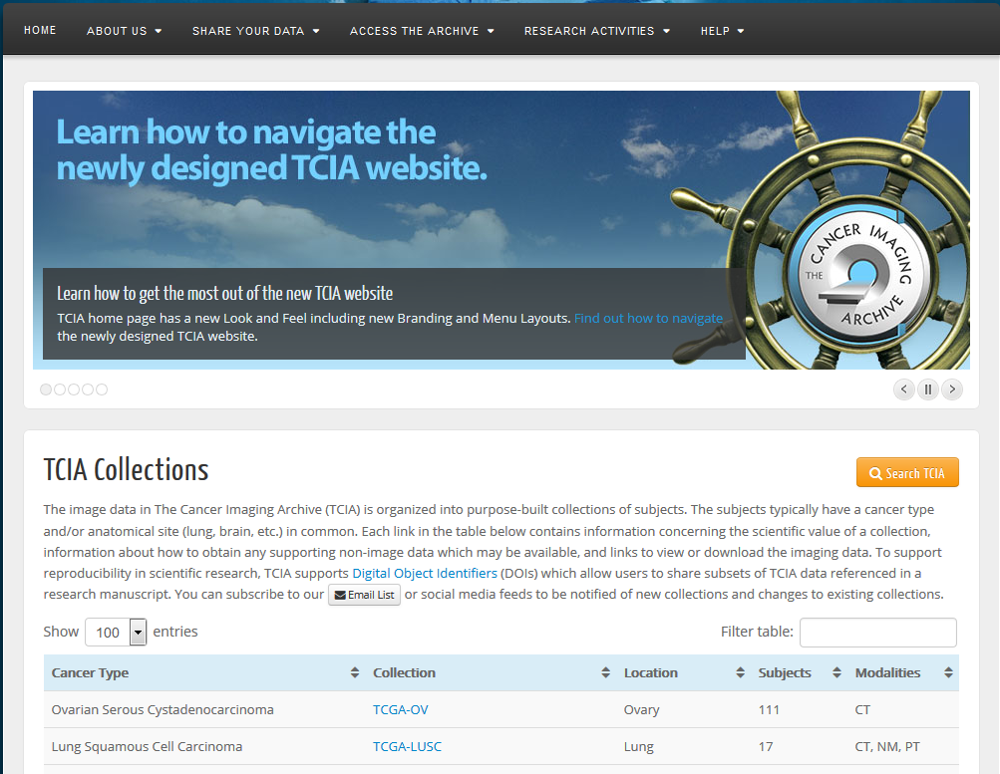 HOME ABOUT US SHARE YOUR DATA ACCESS THE ARCHIVE RESEARCH ACTIVITIES HELP
Learn how to navigate the
newly designed TCIA website.
THE CANCER IMAGING ARCHIVE
Learn how to get the most out of the new TCIA website
TCIA home page has a new Look and Feel including new Branding and Menu Layouts. Find out how to navigate
the newly designed TCIA website.
TCIA Collections
Search TCIA
The image data in The Cancer Imaging Archive (TCIA) is organized into purpose-built collections of subjects. The subjects typically have a cancer type
and/or anatomical site (lung, brain, etc.) in common. Each link in the table below contains information concerning the scientific value of a collection,
information about how to obtain any supporting non-image data which may be available, and links to view or download the imaging data. To support
reproducibility in scientific research, TCIA supports Digital Object Identifiers (DOIs) which allow users to share subsets of TCIA data referenced in a
research manuscript. You can subscribe to our Email List or social media feeds to be notified of new collections and changes to existing collections.
Show 100 entries Filter table:
Cancer Type Collection Location Subjects Modalities
Ovarian Serous Cystadenocarcinoma TCGA-OV Ovary 111 CT
Lung Squamous Cell Carcinoma TCGA-LUSC Lung 17 CT, NM, PT